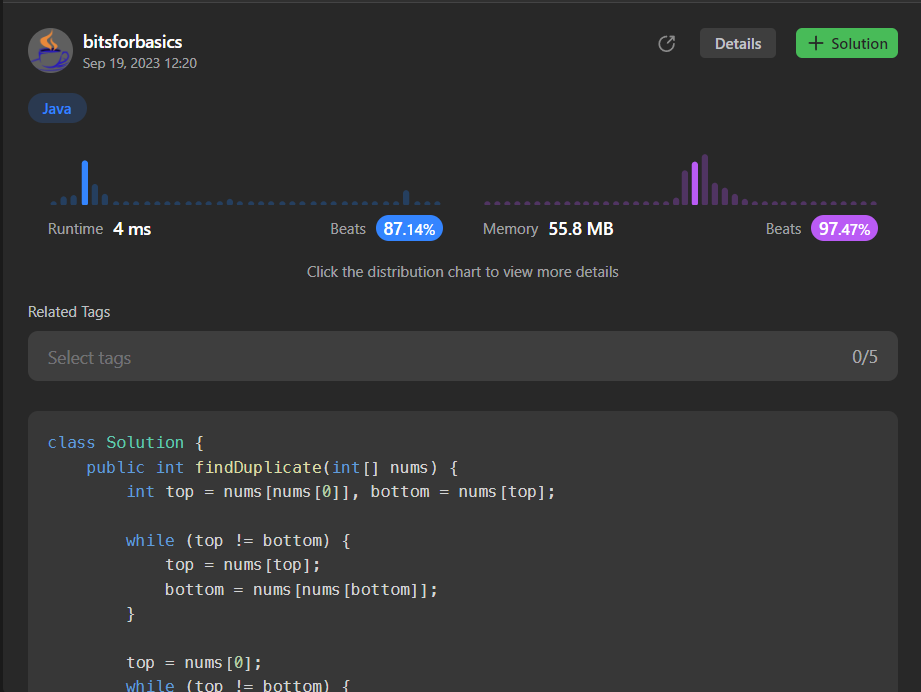 bitsforbasics
Sep 19, 2023 12:20
Details
Solution
Java
Runtime 4 ms
Beats 87.14%
Memory 55.8 MB
Beats 97.47%
Click the distribution chart to view more details
Related Tags
Select tags 0/5
class Solution {
    public int findDuplicate(int[] nums) {
        int top = nums[nums[0]], bottom = nums[top];

        while (top != bottom) {
            top = nums[top];
            bottom = nums[nums[bottom]];
        }

        top = nums[0];
        while (top != bottom) {